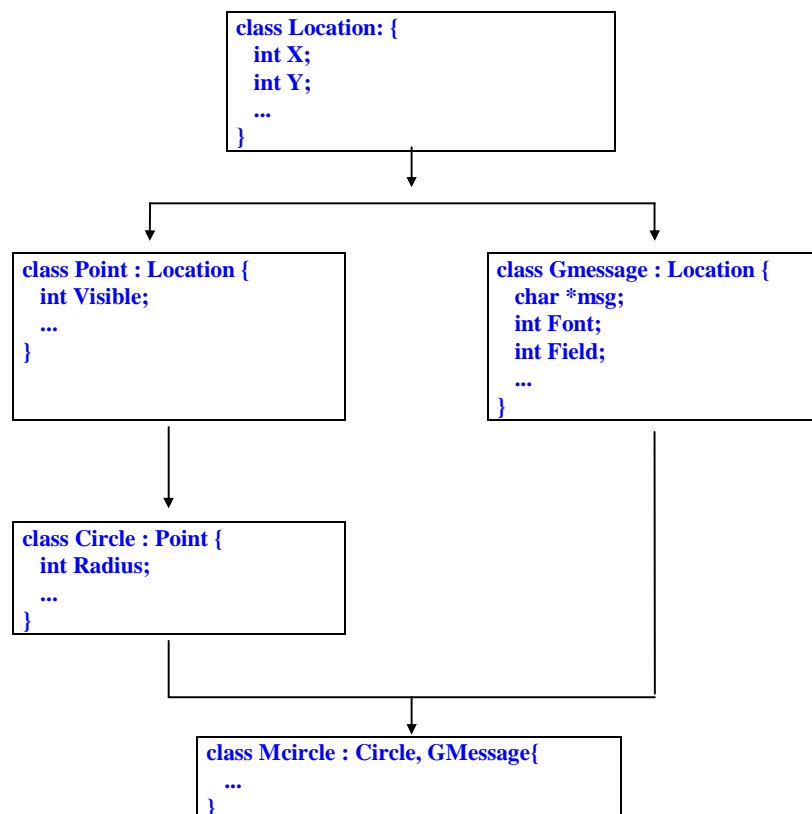 class Location: {
int X;
int Y;
...
}
class Point : Location {
int Visible;
...
}
class Gmessage : Location {
char *msg;
int Font;
int Field;
...
}
class Circle : Point {
int Radius;
...
}
class Mcircle : Circle, GMessage{
...
}